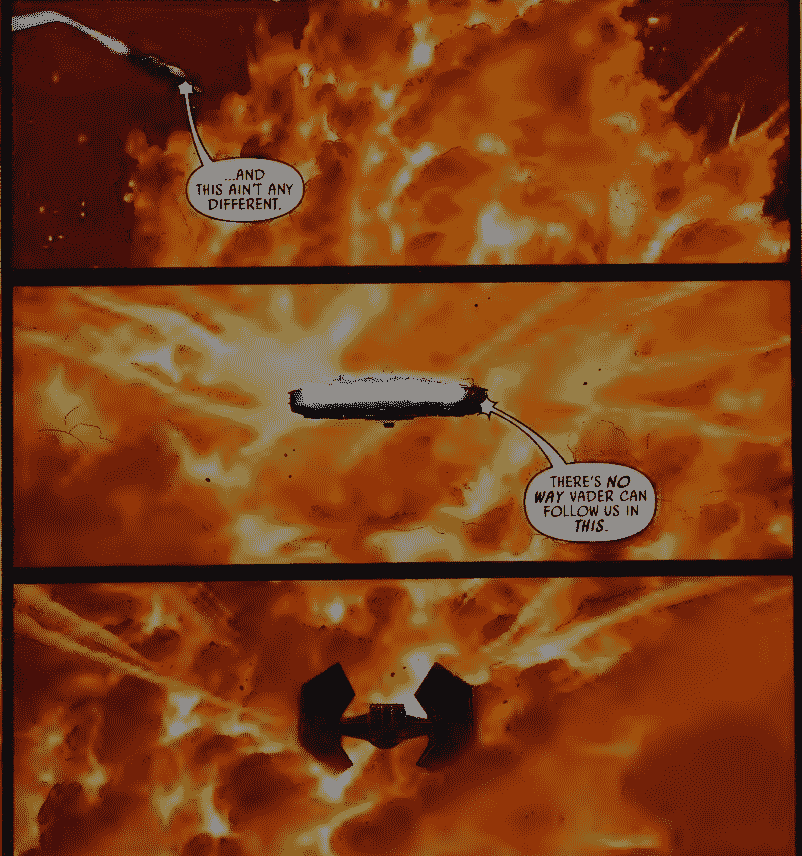 ...AND
THIS AIN'T ANY
DIFFERENT.
THERE'S NO
WAY VADER CAN
FOLLOW US IN
THIS.